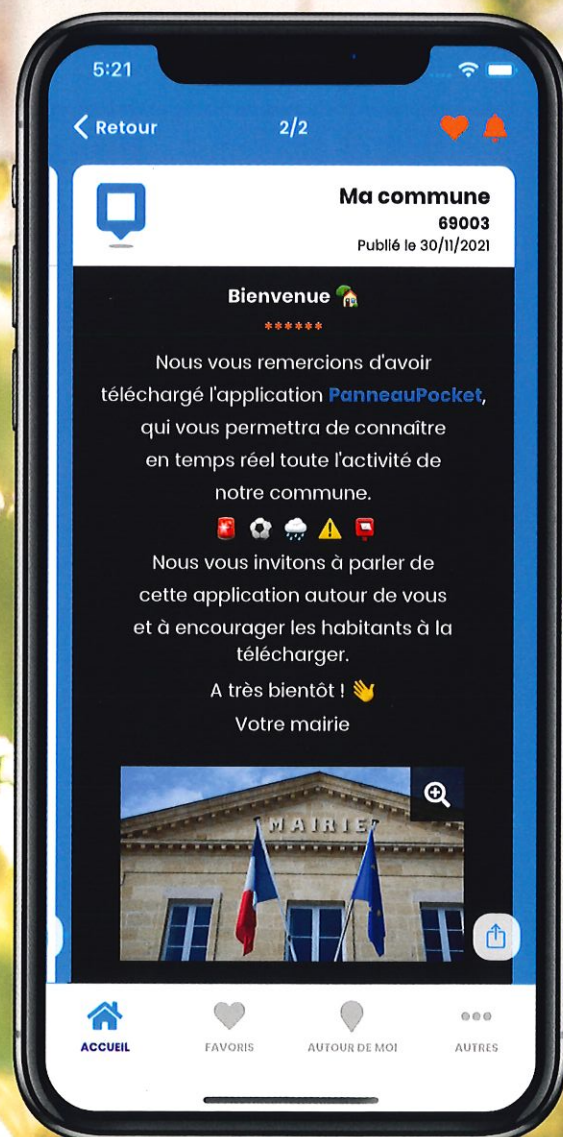 5:21
Retour 2/2
Ma commune
69003
Publié le 30/11/2021
Bienvenue
******
Nous vous remercions d'avoir
téléchargé l'application PanneauPocket,
qui vous permettra de connaître
en temps réel toute l'activité de
notre commune.
Nous vous invitons à parler de
cette application autour de vous
et à encourager les habitants à la
télécharger.
A très bientôt !
Votre mairie
MAIRIE
ACCUEIL FAVORIS AUTOUR DE MOI AUTRES